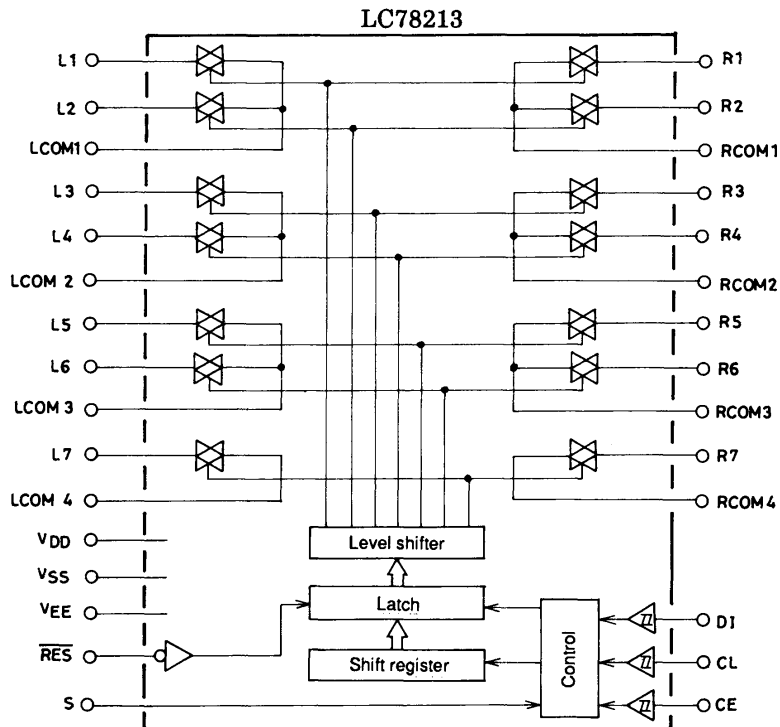 LC78213
L1
R1
L2
R2
LCOM1
RCOM1
L3
R3
L4
R4
LCOM 2
RCOM2
L5
R5
L6
R6
LCOM 3
RCOM3
L7
R7
LCOM 4
RCOM4
VDD
Level shifter
VSS
VEE
Latch
DI
RES
Shift register
Control
CL
S
CE